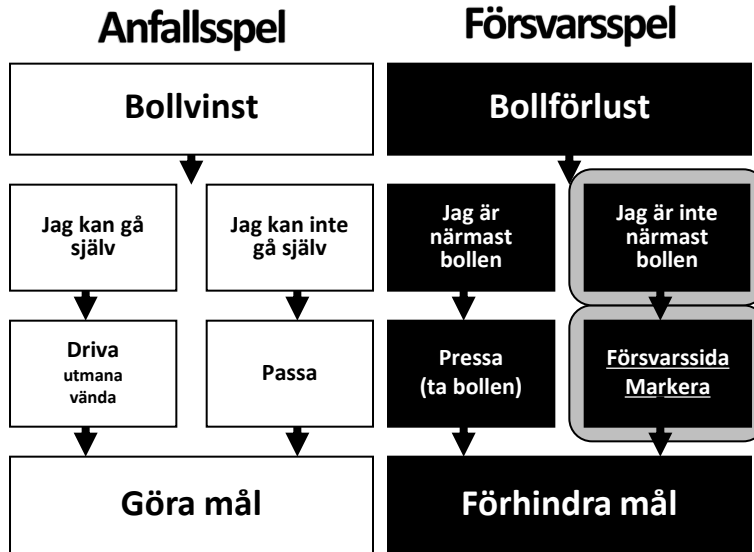 Anfallsspel
Försvarsspel
Bollvinst
Bollförlust
Jag kan gå
själv
Jag kan inte
gå själv
Jag är
närmast
bollen
Jag är inte
närmast
bollen
Driva
utmana
vända
Passa
Pressa
(ta bollen)
Försvarssida
Markera
Göra mål
Förhindra mål